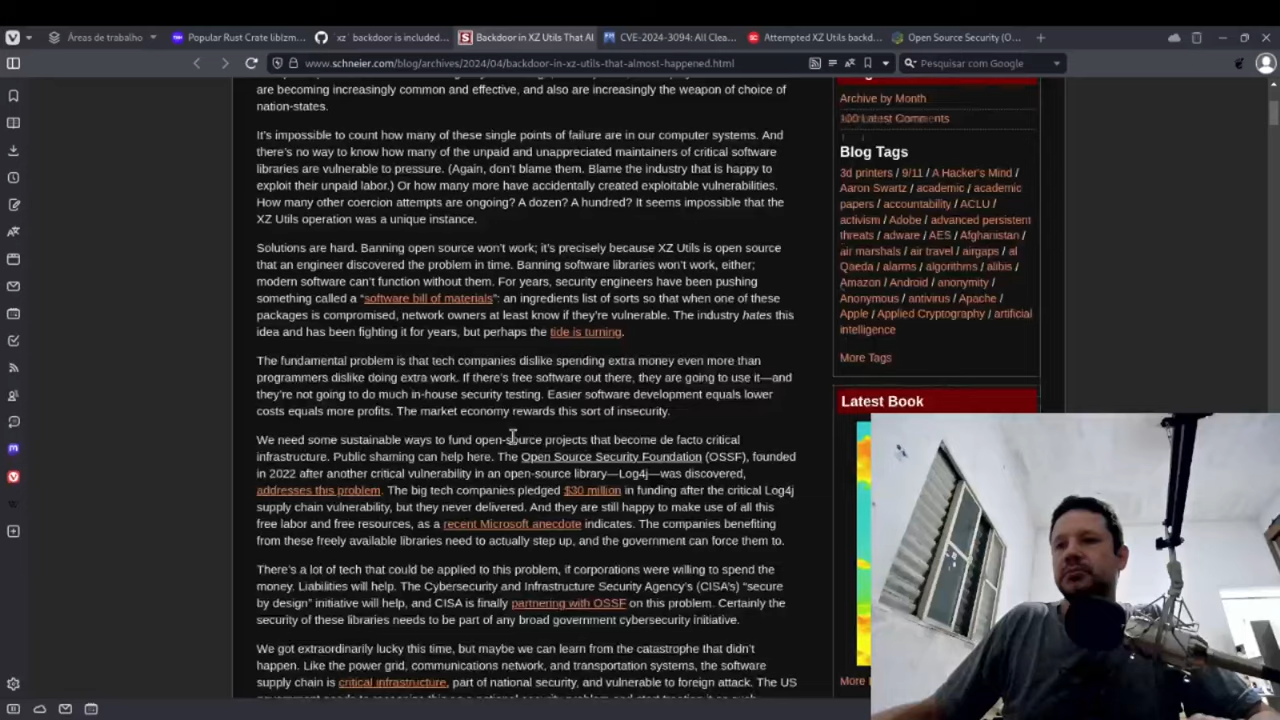 Áreas de trabalho
Popular Rust Crate liblzm...
`xz` backdoor is included...
Backdoor in XZ Utils That Al
CVE-2024-3094: All Clea...
Attempted XZ Utils backd...
Open Source Security (O...
www.schneier.com/blog/archives/2024/04/backdoor-in-xz-utils-that-almost-happened.html
Pesquisar com Google
are becoming increasingly common and effective, and also are increasingly the weapon of choice of
nation-states.
It's impossible to count how many of these single points of failure are in our computer systems. And
there's no way to know how many of the unpaid and unappreciated maintainers of critical software
libraries are vulnerable to pressure. (Again, don't blame them. Blame the industry that is happy to
exploit their unpaid labor.) Or how many more have accidentally created exploitable vulnerabilities.
How many other coercion attempts are ongoing? A dozen? A hundred? It seems impossible that the
XZ Utils operation was a unique instance.
Solutions are hard. Banning open source won't work; it's precisely because XZ Utils is open source
that an engineer discovered the problem in time. Banning software libraries won't work, either;
modern software can't function without them. For years, security engineers have been pushing
something called a “software bill of materials”: an ingredients list of sorts so that when one of these
packages is compromised, network owners at least know if they're vulnerable. The industry hates this
idea and has been fighting it for years, but perhaps the tide is turning.
The fundamental problem is that tech companies dislike spending extra money even more than
programmers dislike doing extra work. If there's free software out there, they are going to use it—and
they're not going to do much in-house security testing. Easier software development equals lower
costs equals more profits. The market economy rewards this sort of insecurity.
We need some sustainable ways to fund open-source projects that become de facto critical
infrastructure. Public shaming can help here. The Open Source Security Foundation (OSSF), founded
in 2022 after another critical vulnerability in an open-source library—Log4j—was discovered,
addresses this problem. The big tech companies pledged $30 million in funding after the critical Log4j
supply chain vulnerability, but they never delivered. And they are still happy to make use of all this
free labor and free resources, as a recent Microsoft anecdote indicates. The companies benefiting
from these freely available libraries need to actually step up, and the government can force them to.
There's a lot of tech that could be applied to this problem, if corporations were willing to spend the
money. Liabilities will help. The Cybersecurity and Infrastructure Security Agency's (CISA's) “secure
by design” initiative will help, and CISA is finally partnering with OSSF on this problem. Certainly the
security of these libraries needs to be part of any broad government cybersecurity initiative.
We got extraordinarily lucky this time, but maybe we can learn from the catastrophe that didn't
happen. Like the power grid, communications network, and transportation systems, the software
supply chain is critical infrastructure, part of national security, and vulnerable to foreign attack. The US
Archive by Month
100 Latest Comments
Blog Tags
3d printers / 9/11 / A Hacker's Mind /
Aaron Swartz / academic / academic
papers / accountability / ACLU /
activism / Adobe / advanced persistent
threats / adware / AES / Afghanistan /
air marshals / air travel / airgaps / al
Qaeda / alarms / algorithms / alibis /
Amazon / Android / anonymity /
Anonymous / antivirus / Apache /
Apple / Applied Cryptography / artificial
intelligence
More Tags
Latest Book
More